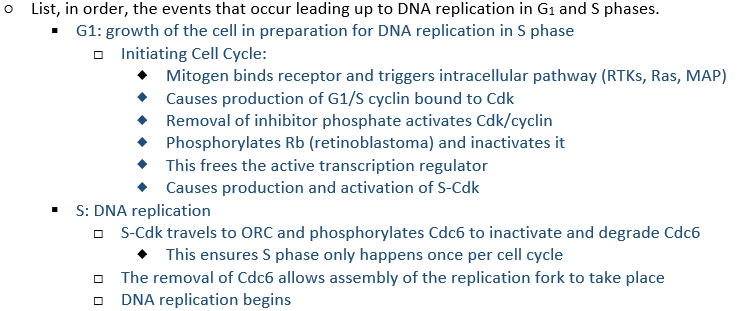 List, in order, the events that occur leading up to DNA replication in G1 and S phases.
G1: growth of the cell in preparation for DNA replication in S phase
Initiating Cell Cycle:
Mitogen binds receptor and triggers intracellular pathway (RTKs, Ras, MAP)
Causes production of G1/S cyclin bound to Cdk
Removal of inhibitor phosphate activates Cdk/cyclin
Phosphorylates Rb (retinoblastoma) and inactivates it
This frees the active transcription regulator
Causes production and activation of S-Cdk
S: DNA replication
S-Cdk travels to ORC and phosphorylates Cdc6 to inactivate and degrade Cdc6
This ensures S phase only happens once per cell cycle
The removal of Cdc6 allows assembly of the replication fork to take place
DNA replication begins